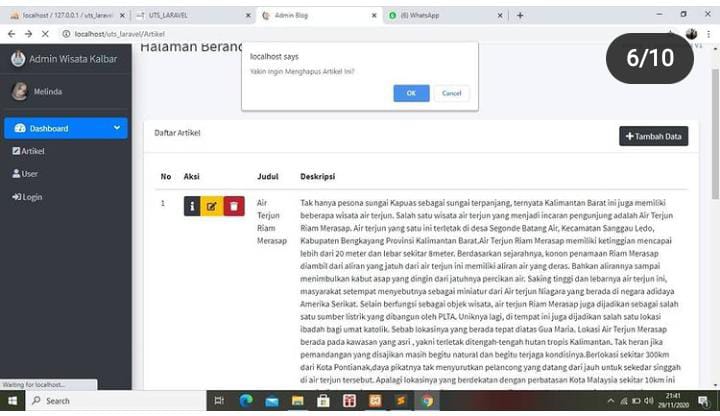 localhost / 127.0.0.1 / uts_laravel
UTS_LARAVEL
Admin Blog
(6) WhatsApp
localhost/uts_laravel/Artikel
6/10
Admin Wisata Kalbar
Halaman
localhost says
Yakin ingin Menghapus Artikel Ini?
OK
Cancel
Melinda
Dashboard
Artikel
User
Login
Daftar Artikel
Tambah Data
No Aksi Judul Deskripsi
1
Air
Terjun
Riam
Merasap
Tak hanya pesona sungai Kapuas sebagai sungai terpanjang, ternyata Kalimantan Barat ini juga memiliki
beberapa wisata air terjun. Salah satu wisata air terjun yang menjadi incaran pengunjung adalah Air Terjun
Riam Merasap. Air terjun yang satu ini terletak di desa Segonde Batang Air, Kecamatan Sanggau Ledo,
Kabupaten Bengkayang Provinsi Kalimantan Barat.Air Terjun Riam Merasap memiliki ketinggian mencapai
lebih dari 20 meter dan lebar sekitar 8meter. Berdasarkan sejarahnya, konon penamaan Riam Merasap
diambil dari aliran yang jatuh dari air terjun ini memiliki aliran air yang deras. Bahkan alirannya sampai
menimbulkan kabut asap yang dingin dari jatuhnya percikan air. Saking tinggi dan lebarnya air terjun ini,
masyarakat setempat menyebutnya sebagai miniatur dari Air terjun Niagara yang berada di negara adidaya
Amerika Serikat. Selain berfungsi sebagai objek wisata, air terjun Riam Merasap juga dijadikan sebagai salah
satu sumber listrik yang dibangun oleh PLTA. Uniknya lagi, di tempat ini juga dijadikan salah satu lokasi
ibadah bagi umat katolik. Sebab lokasinya yang berada tepat diatas Gua Maria. Lokasi Air Terjun Merasap
berada pada kawasan yang asri , yakni terletak ditengah-tengah hutan tropis Kalimantan. Tak heran jika
pemandangan yang disajikan masih begitu natural dan begitu terjaga kondisinya.Berlokasi sekitar 300km
dari Kota Pontianak,daya pikatnya tak menyurutkan pelancong yang datang dari jauh untuk sekedar singgah
di air terjun tersebut. Apalagi lokasinya yang berdekatan dengan perbatasan Kota Malaysia sekitar 10km ini
Waiting for localhost...
Search
21:41
29/11/2020